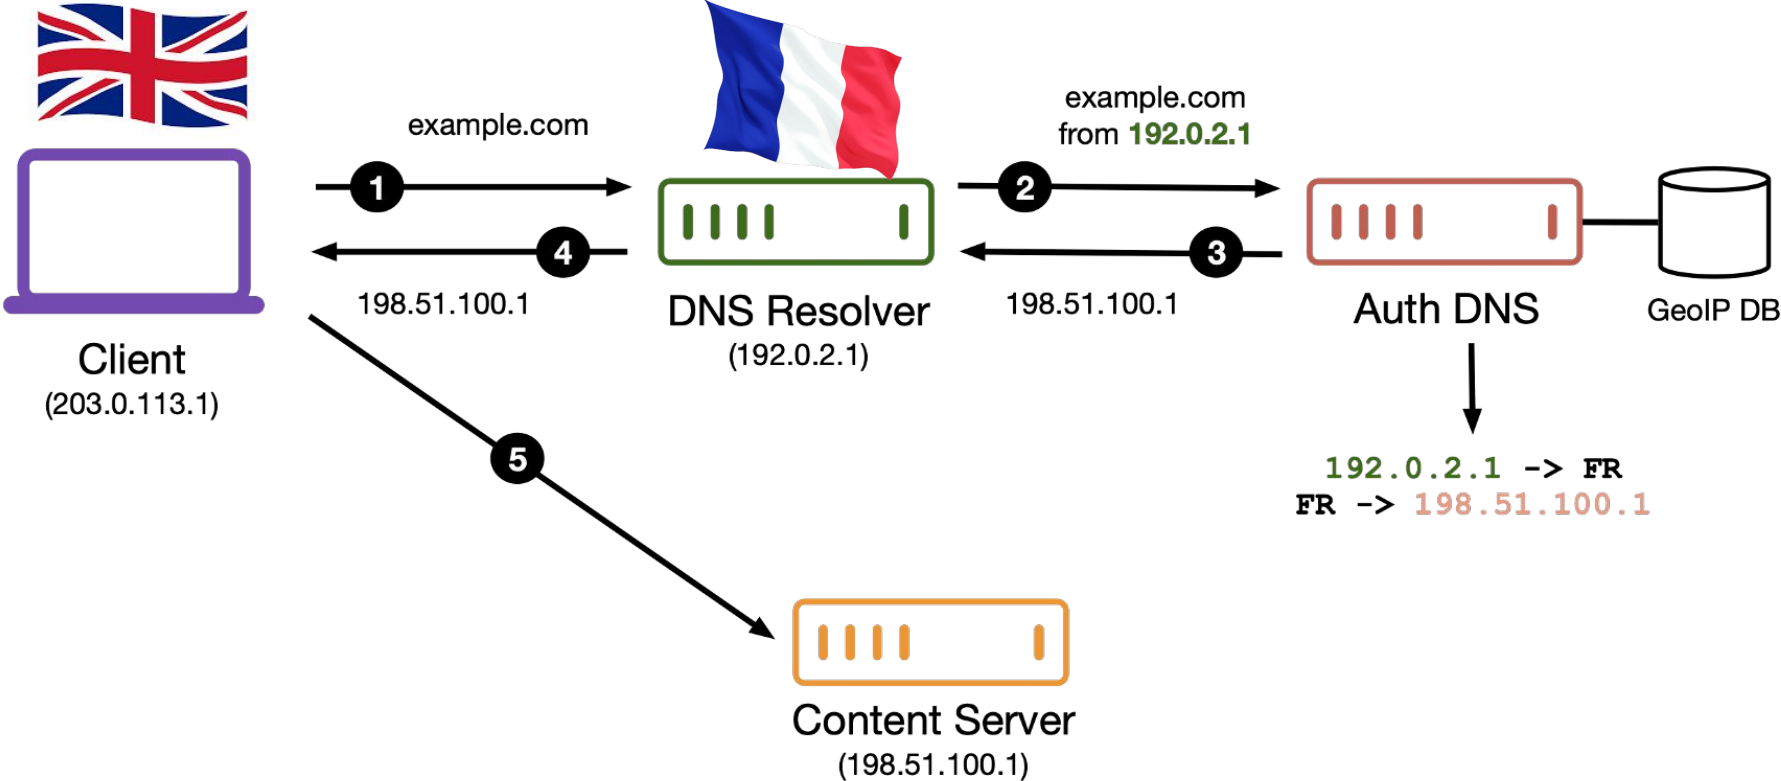 example.com
example.com
from 192.0.2.1
1
2
4
3
198.51.100.1
198.51.100.1
DNS Resolver
(192.0.2.1)
Auth DNS
GeoIP DB
Client
(203.0.113.1)
5
192.0.2.1 -> FR
FR -> 198.51.100.1
Content Server
(198.51.100.1)